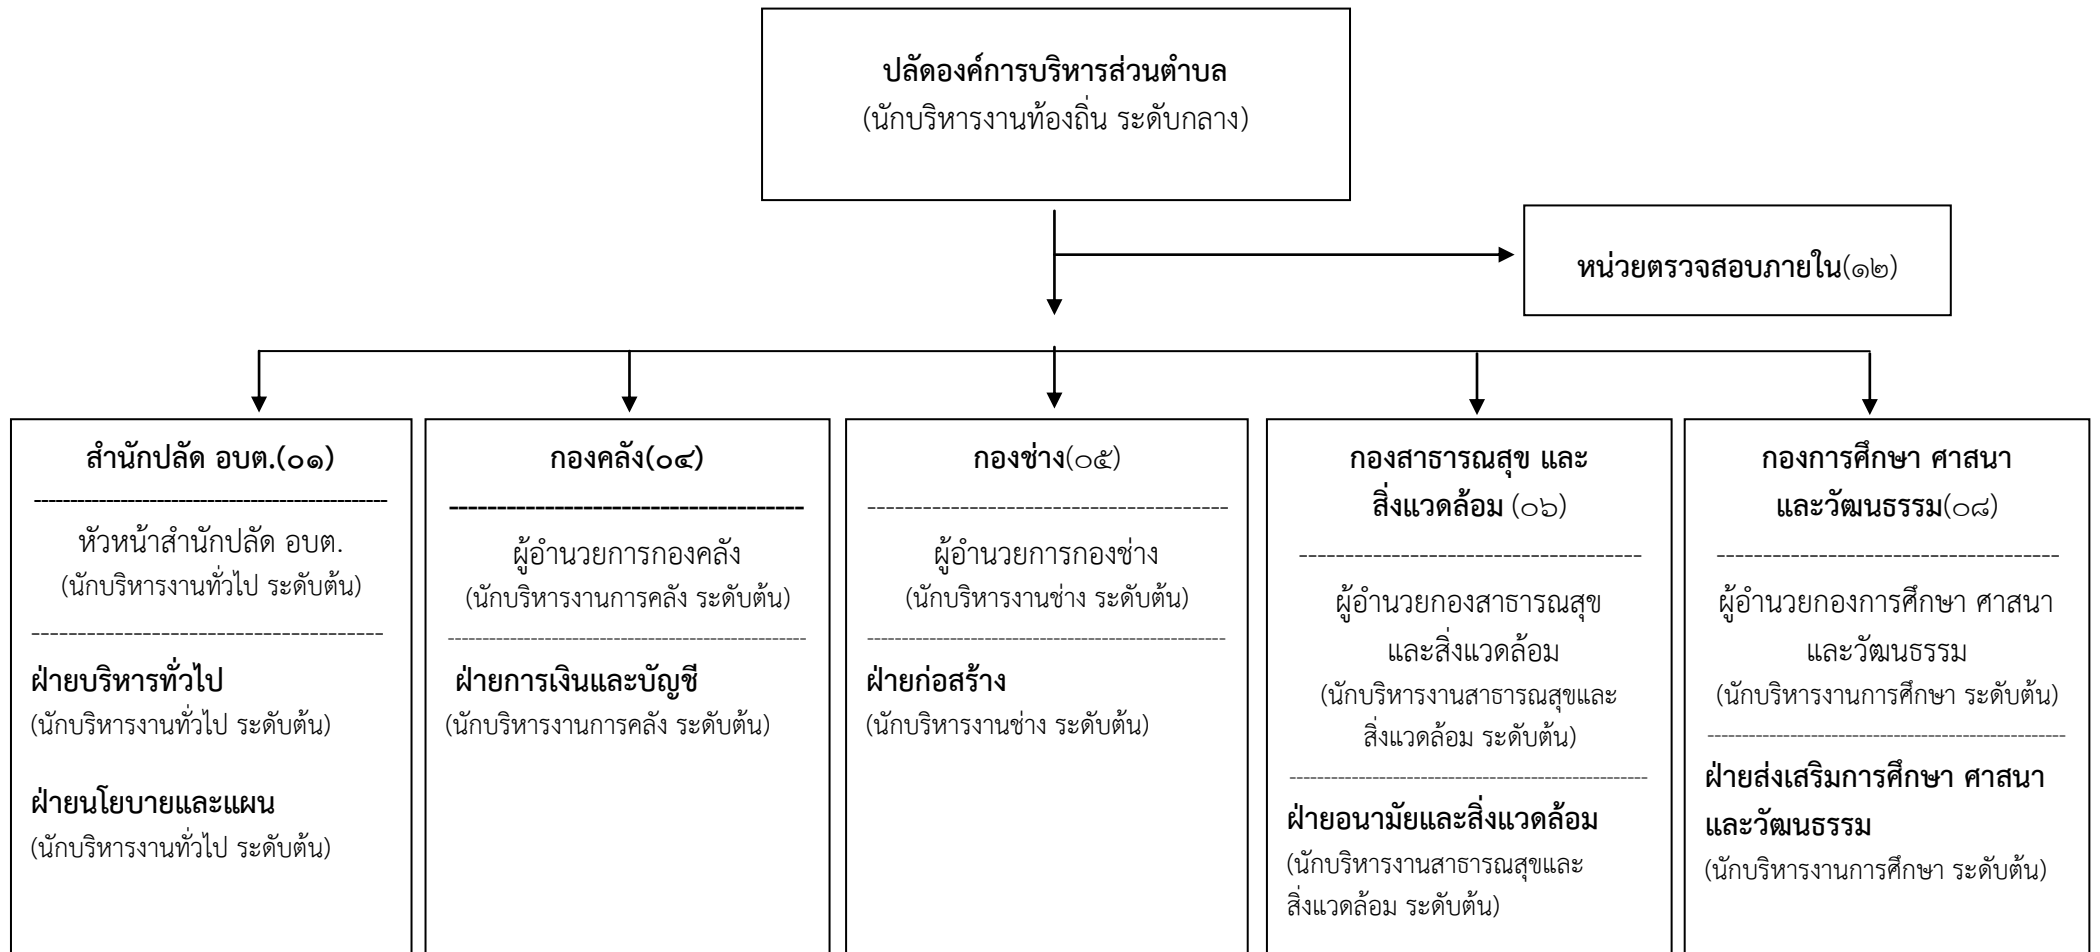 ปลัดองค์การบริหารส่วนตำบล
(นักบริหารงานท้องถิ่น ระดับกลาง)
หน่วยตรวจสอบภายใน(๑๒)
สำนักปลัด อบต.(๐๑)
หัวหน้าสำนักปลัด อบต.
(นักบริหารงานทั่วไป ระดับต้น)
ฝ่ายบริหารทั่วไป
(นักบริหารงานทั่วไป ระดับต้น)
ฝ่ายนโยบายและแผน
(นักบริหารงานทั่วไป ระดับต้น)
กองคลัง(๐๔)
ผู้อำนวยการกองคลัง
(นักบริหารงานการคลัง ระดับต้น)
ฝ่ายการเงินและบัญชี
(นักบริหารงานการคลัง ระดับต้น)
กองช่าง(๐๕)
ผู้อำนวยการกองช่าง
(นักบริหารงานช่าง ระดับต้น)
ฝ่ายก่อสร้าง
(นักบริหารงานช่าง ระดับต้น)
กองสาธารณสุข และ
สิ่งแวดล้อม (๐๖)
ผู้อำนวยกองสาธารณสุข
และสิ่งแวดล้อม
(นักบริหารงานสาธารณสุขและ
สิ่งแวดล้อม ระดับต้น)
ฝ่ายอนามัยและสิ่งแวดล้อม
(นักบริหารงานสาธารณสุขและ
สิ่งแวดล้อม ระดับต้น)
กองการศึกษา ศาสนา
และวัฒนธรรม(๐๘)
ผู้อำนวยกองการศึกษา ศาสนา
และวัฒนธรรม
(นักบริหารงานการศึกษา ระดับต้น)
ฝ่ายส่งเสริมการศึกษา ศาสนา
และวัฒนธรรม
(นักบริหารงานการศึกษา ระดับต้น)